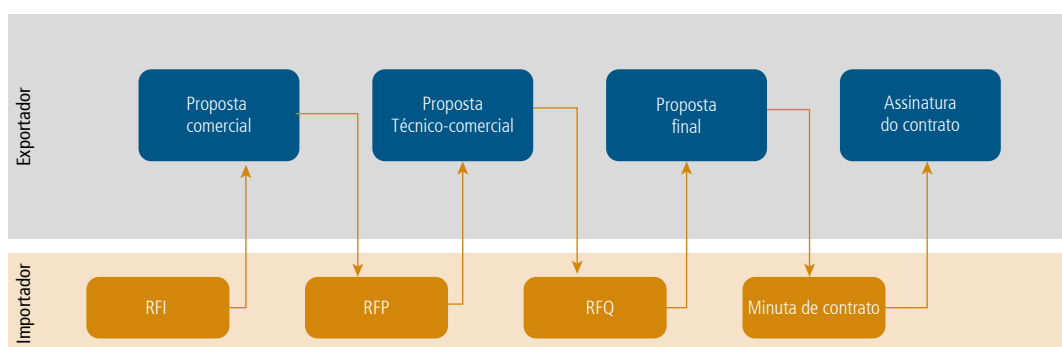 Exportador
Proposta
comercial
Proposta
Técnico-comercial
Proposta
final
Assinatura
do contrato
Importador
RFI
RFP
RFQ
Minuta de contrato